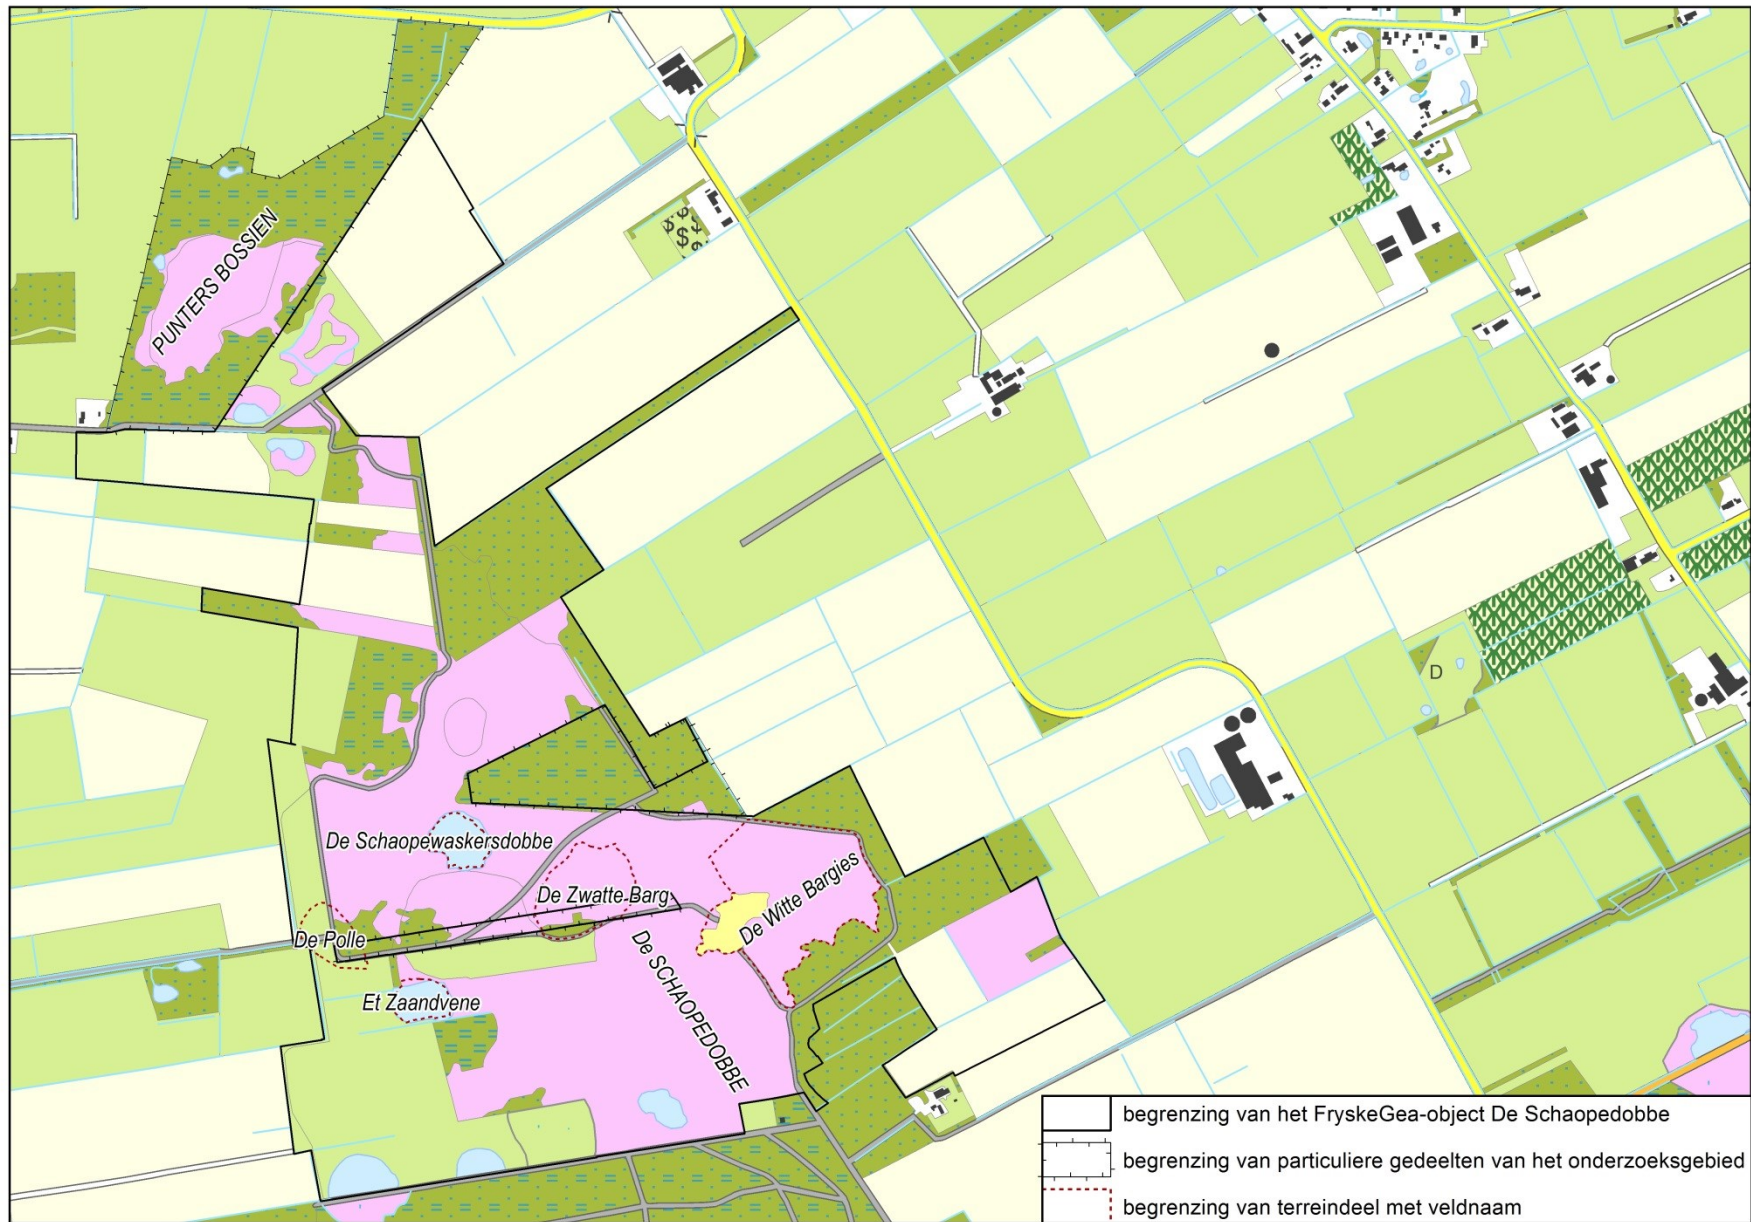 PUNTERS BOSSIEN
D
De Schaopewaskersdobbe
De Zwatte Barg
De Witte Bargies
De Polle
Et Zaandvene
De SCHAOPEDOBBE
begrenzing van het FryskeGea-object De Schaopedobbe
begrenzing van particuliere gedeelten van het onderzoeksgebied
begrenzing van terreindeel met veldnaam